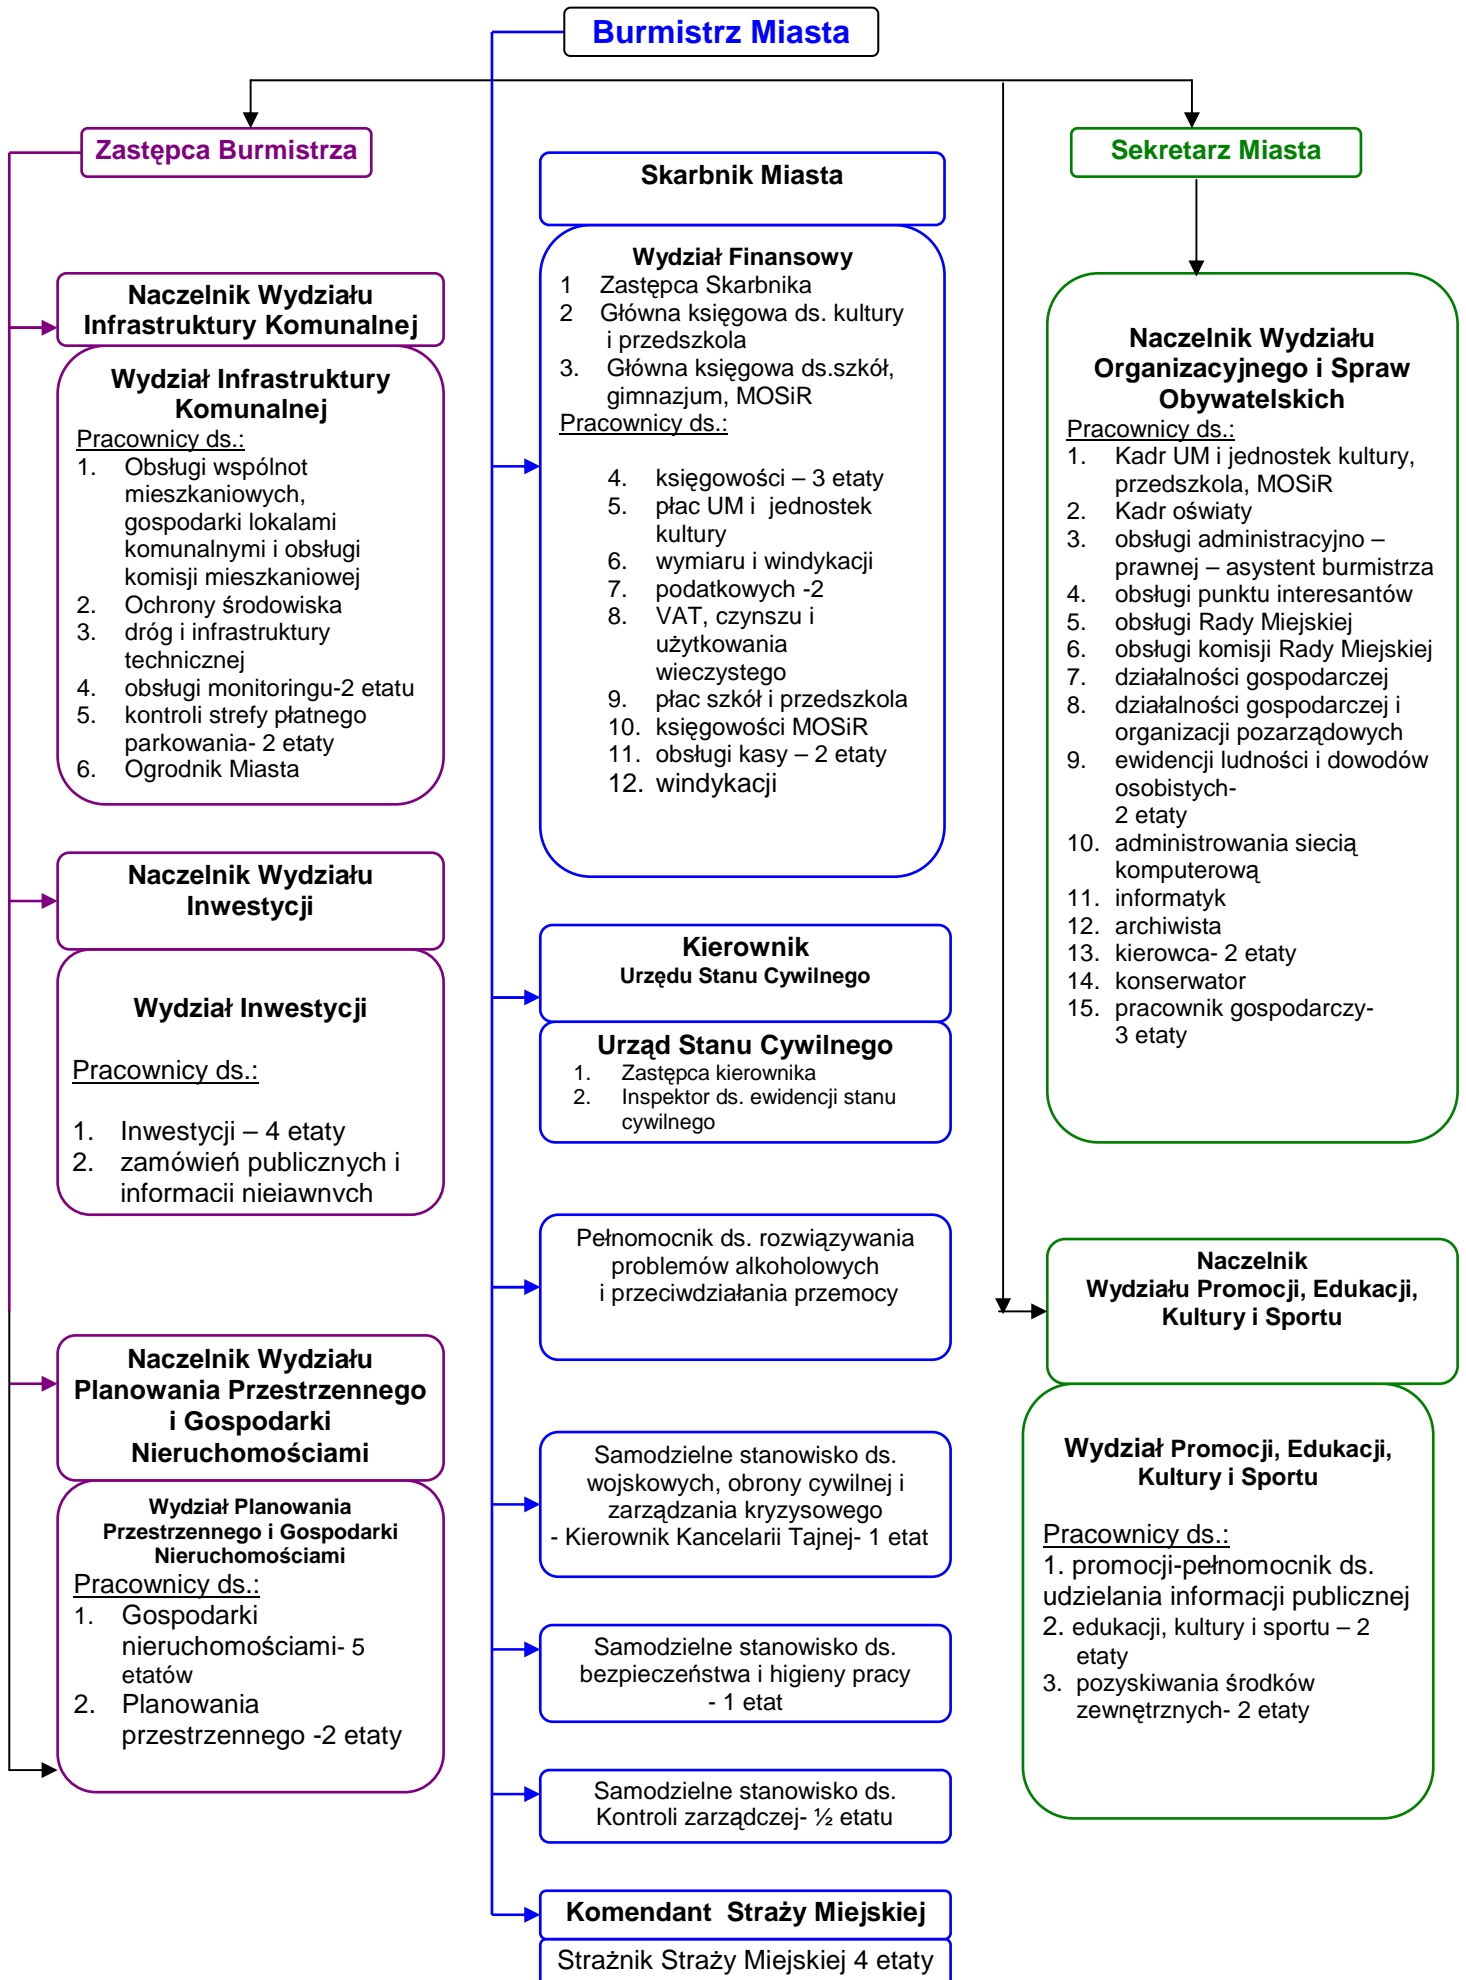 Burmistrz Miasta
Zastępca Burmistrza
Naczelnik Wydziału
Infrastruktury Komunalnej
Wydział Infrastruktury
Komunalnej
Pracownicy ds.:
1. Obsługi wspólnot
mieszkaniowych,
gospodarki lokalami
komunalnymi i obsługi
komisji mieszkaniowej
2. Ochrony środowiska
3. dróg i infrastruktury
technicznej
4. obsługi monitoringu-2 etatu
5. kontroli strefy płatnego
parkowania- 2 etaty
6. Ogrodnik Miasta
Naczelnik Wydziału
Inwestycji
Wydział Inwestycji
Pracownicy ds.:
1. Inwestycji – 4 etaty
2. zamówień publicznych i
informacji niejawnych
Naczelnik Wydziału
Planowania Przestrzennego
i Gospodarki
Nieruchomościami
Wydział Planowania
Przestrzennego i Gospodarki
Nieruchomościami
Pracownicy ds.:
1. Gospodarki
nieruchomościami- 5
etatów
2. Planowania
przestrzennego -2 etaty
Skarbnik Miasta
Wydział Finansowy
1 Zastępca Skarbnika
2 Główna księgowa ds. kultury
i przedszkola
3. Główna księgowa ds.szkół,
gimnazjum, MOSiR
Pracownicy ds.:
4. księgowości – 3 etaty
5. płac UM i jednostek
kultury
6. wymiaru i windykacji
7. podatkowych -2
8. VAT, czynszu i
użytkowania
wieczystego
9. płac szkół i przedszkola
10. księgowości MOSiR
11. obsługi kasy – 2 etaty
12. windykacji
Kierownik
Urzędu Stanu Cywilnego
Urząd Stanu Cywilnego
1. Zastępca kierownika
2. Inspektor ds. ewidencji stanu
cywilnego
Pełnomocnik ds. rozwiązywania
problemów alkoholowych
i przeciwdziałania przemocy
Samodzielne stanowisko ds.
wojskowych, obrony cywilnej i
zarządzania kryzysowego
- Kierownik Kancelarii Tajnej- 1 etat
Samodzielne stanowisko ds.
bezpieczeństwa i higieny pracy
- 1 etat
Samodzielne stanowisko ds.
Kontroli zarządczej- ½ etatu
Komendant Straży Miejskiej
Strażnik Straży Miejskiej 4 etaty
Sekretarz Miasta
Naczelnik Wydziału
Organizacyjnego i Spraw
Obywatelskich
Pracownicy ds.:
1. Kadr UM i jednostek kultury,
przedszkola, MOSiR
2. Kadr oświaty
3. obsługi administracyjno –
prawnej – asystent burmistrza
4. obsługi punktu interesantów
5. obsługi Rady Miejskiej
6. obsługi komisji Rady Miejskiej
7. działalności gospodarczej
8. działalności gospodarczej i
organizacji pozarządowych
9. ewidencji ludności i dowodów
osobistych-
2 etaty
10. administrowania siecią
komputerową
11. informatyk
12. archiwista
13. kierowca- 2 etaty
14. konserwator
15. pracownik gospodarczy-
3 etaty
Naczelnik
Wydziału Promocji, Edukacji,
Kultury i Sportu
Wydział Promocji, Edukacji,
Kultury i Sportu
Pracownicy ds.:
1. promocji-pełnomocnik ds.
udzielania informacji publicznej
2. edukacji, kultury i sportu – 2
etaty
3. pozyskiwania środków
zewnętrznych- 2 etaty